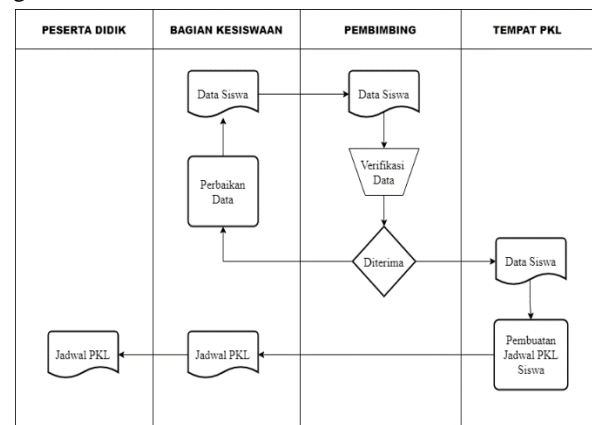 PESERTA DIDIK
BAGIAN KESISWAAN
PEMBIMBING
TEMPAT PKL
Data Siswa
Data Siswa
Verifikasi
Data
Perbaikan
Data
Diterima
Data Siswa
Jadwal PKL
Jadwal PKL
Pembuatan
Jadwal PKL
Siswa